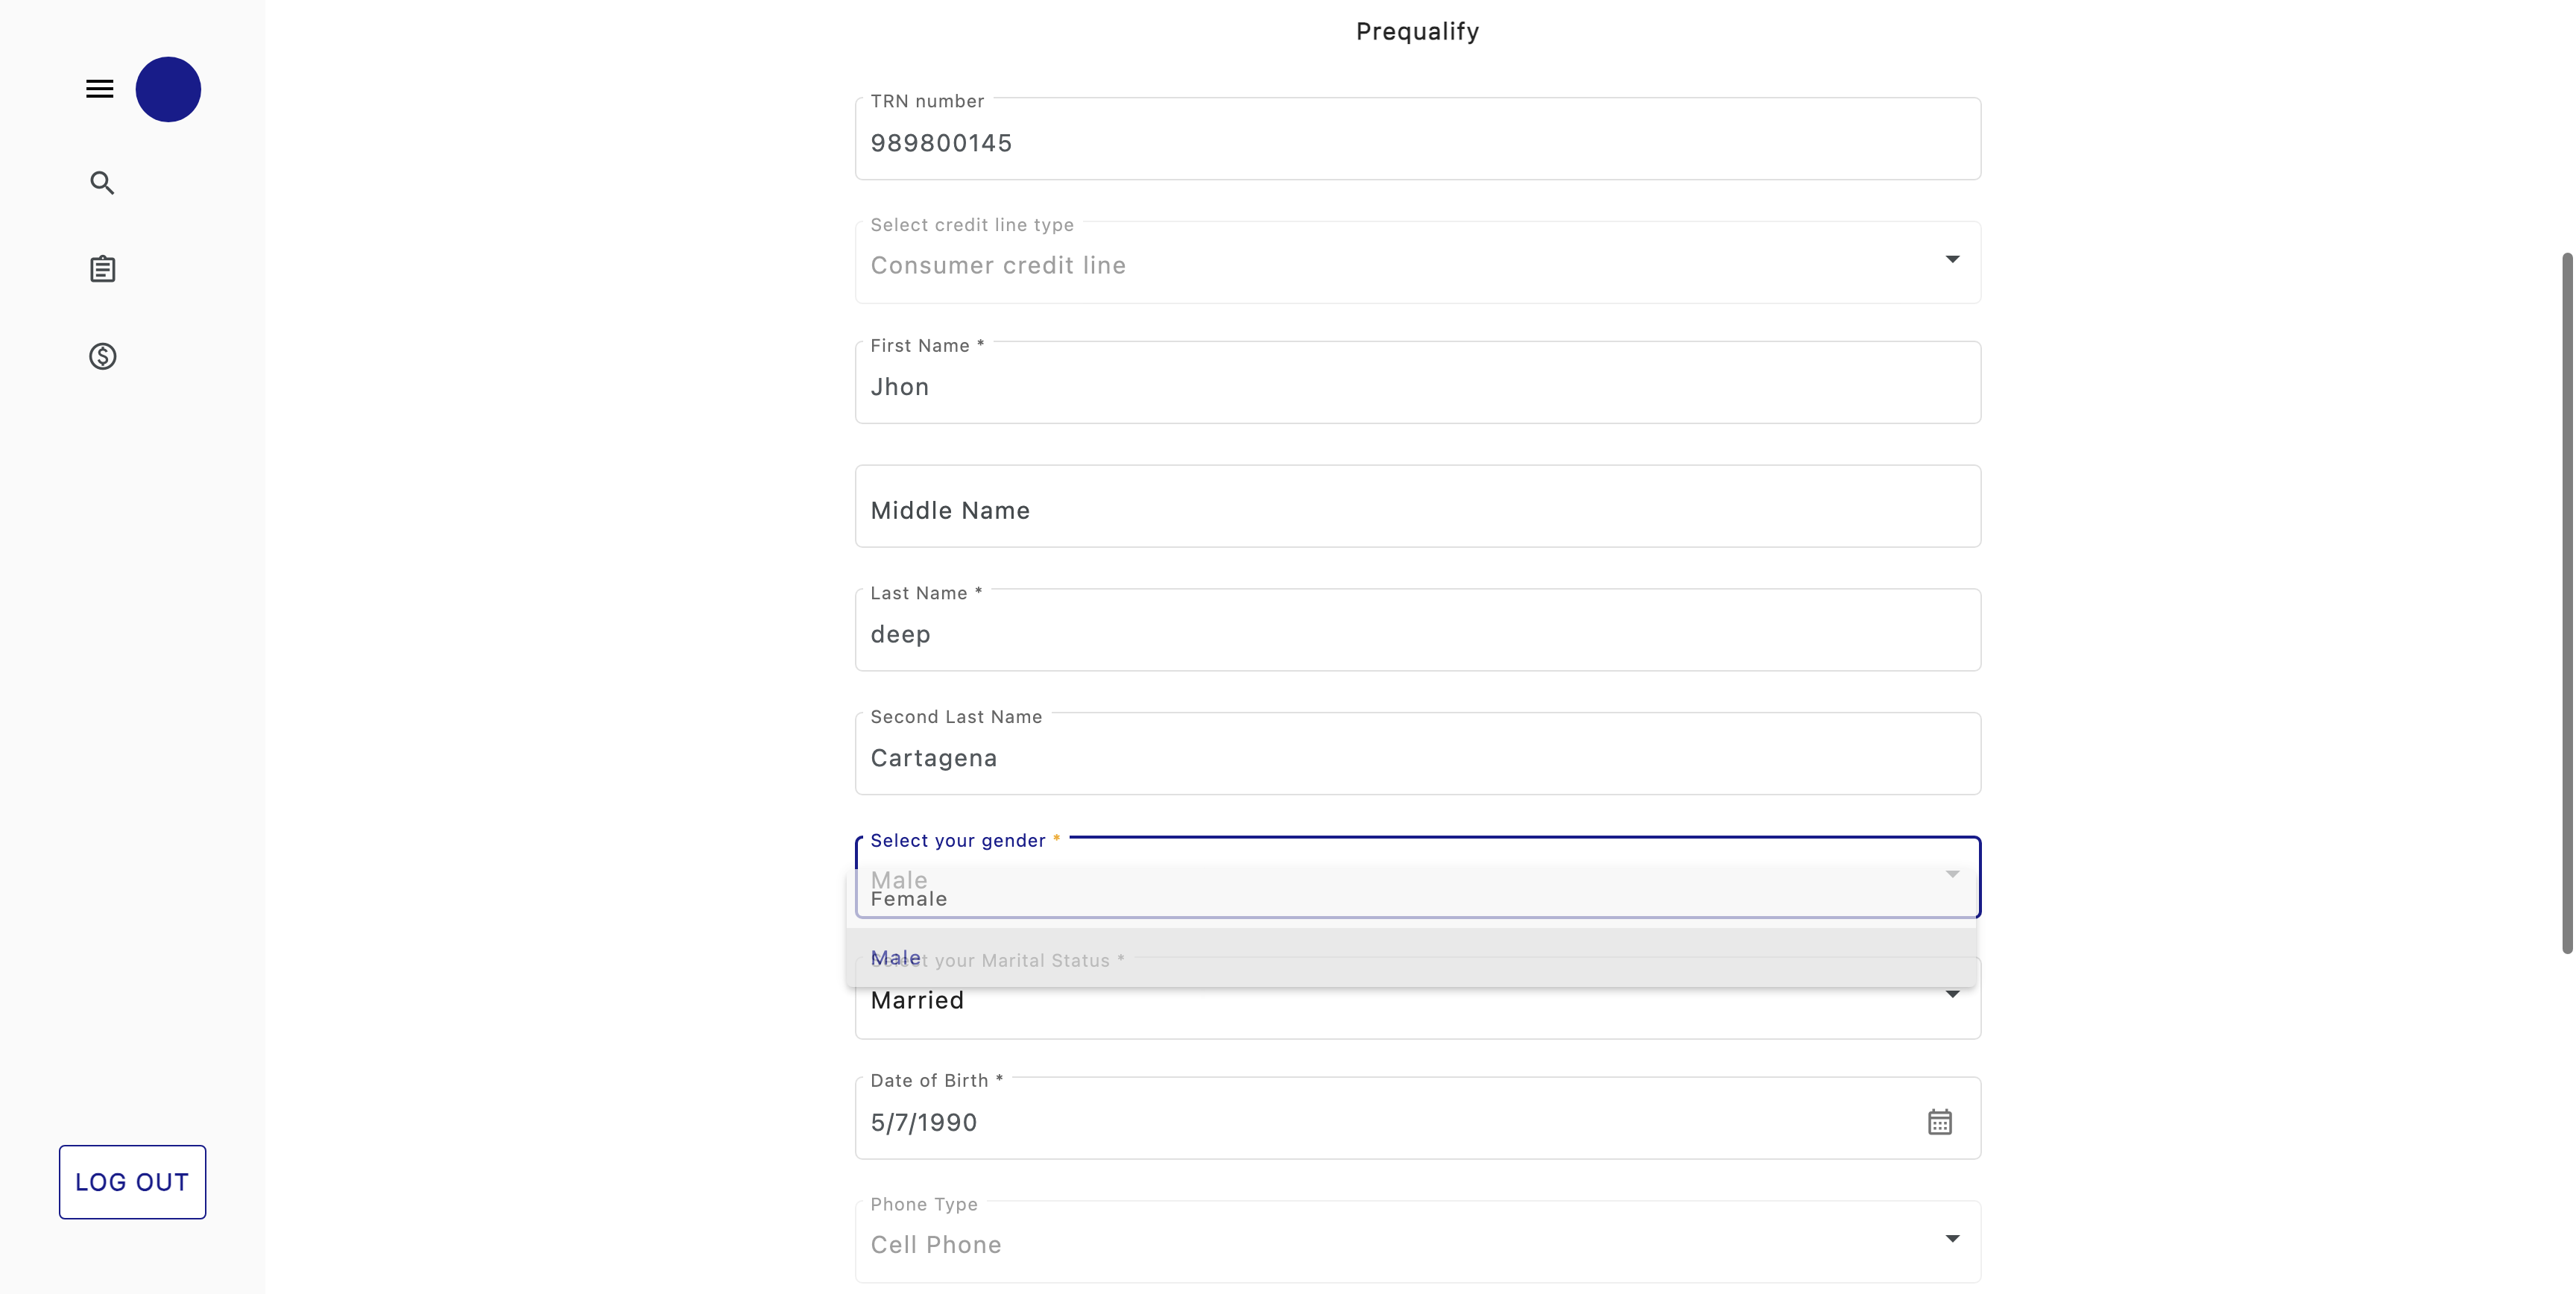 Prequalify
TRN number
989800145
Select credit line type
Consumer credit line
First Name *
Jhon
Middle Name
Last Name *
deep
Second Last Name
Cartagena
Select your gender *
Male
Female
Male
Select your Marital Status *
Married
Date of Birth *
5/7/1990
Phone Type
Cell Phone
LOG OUT